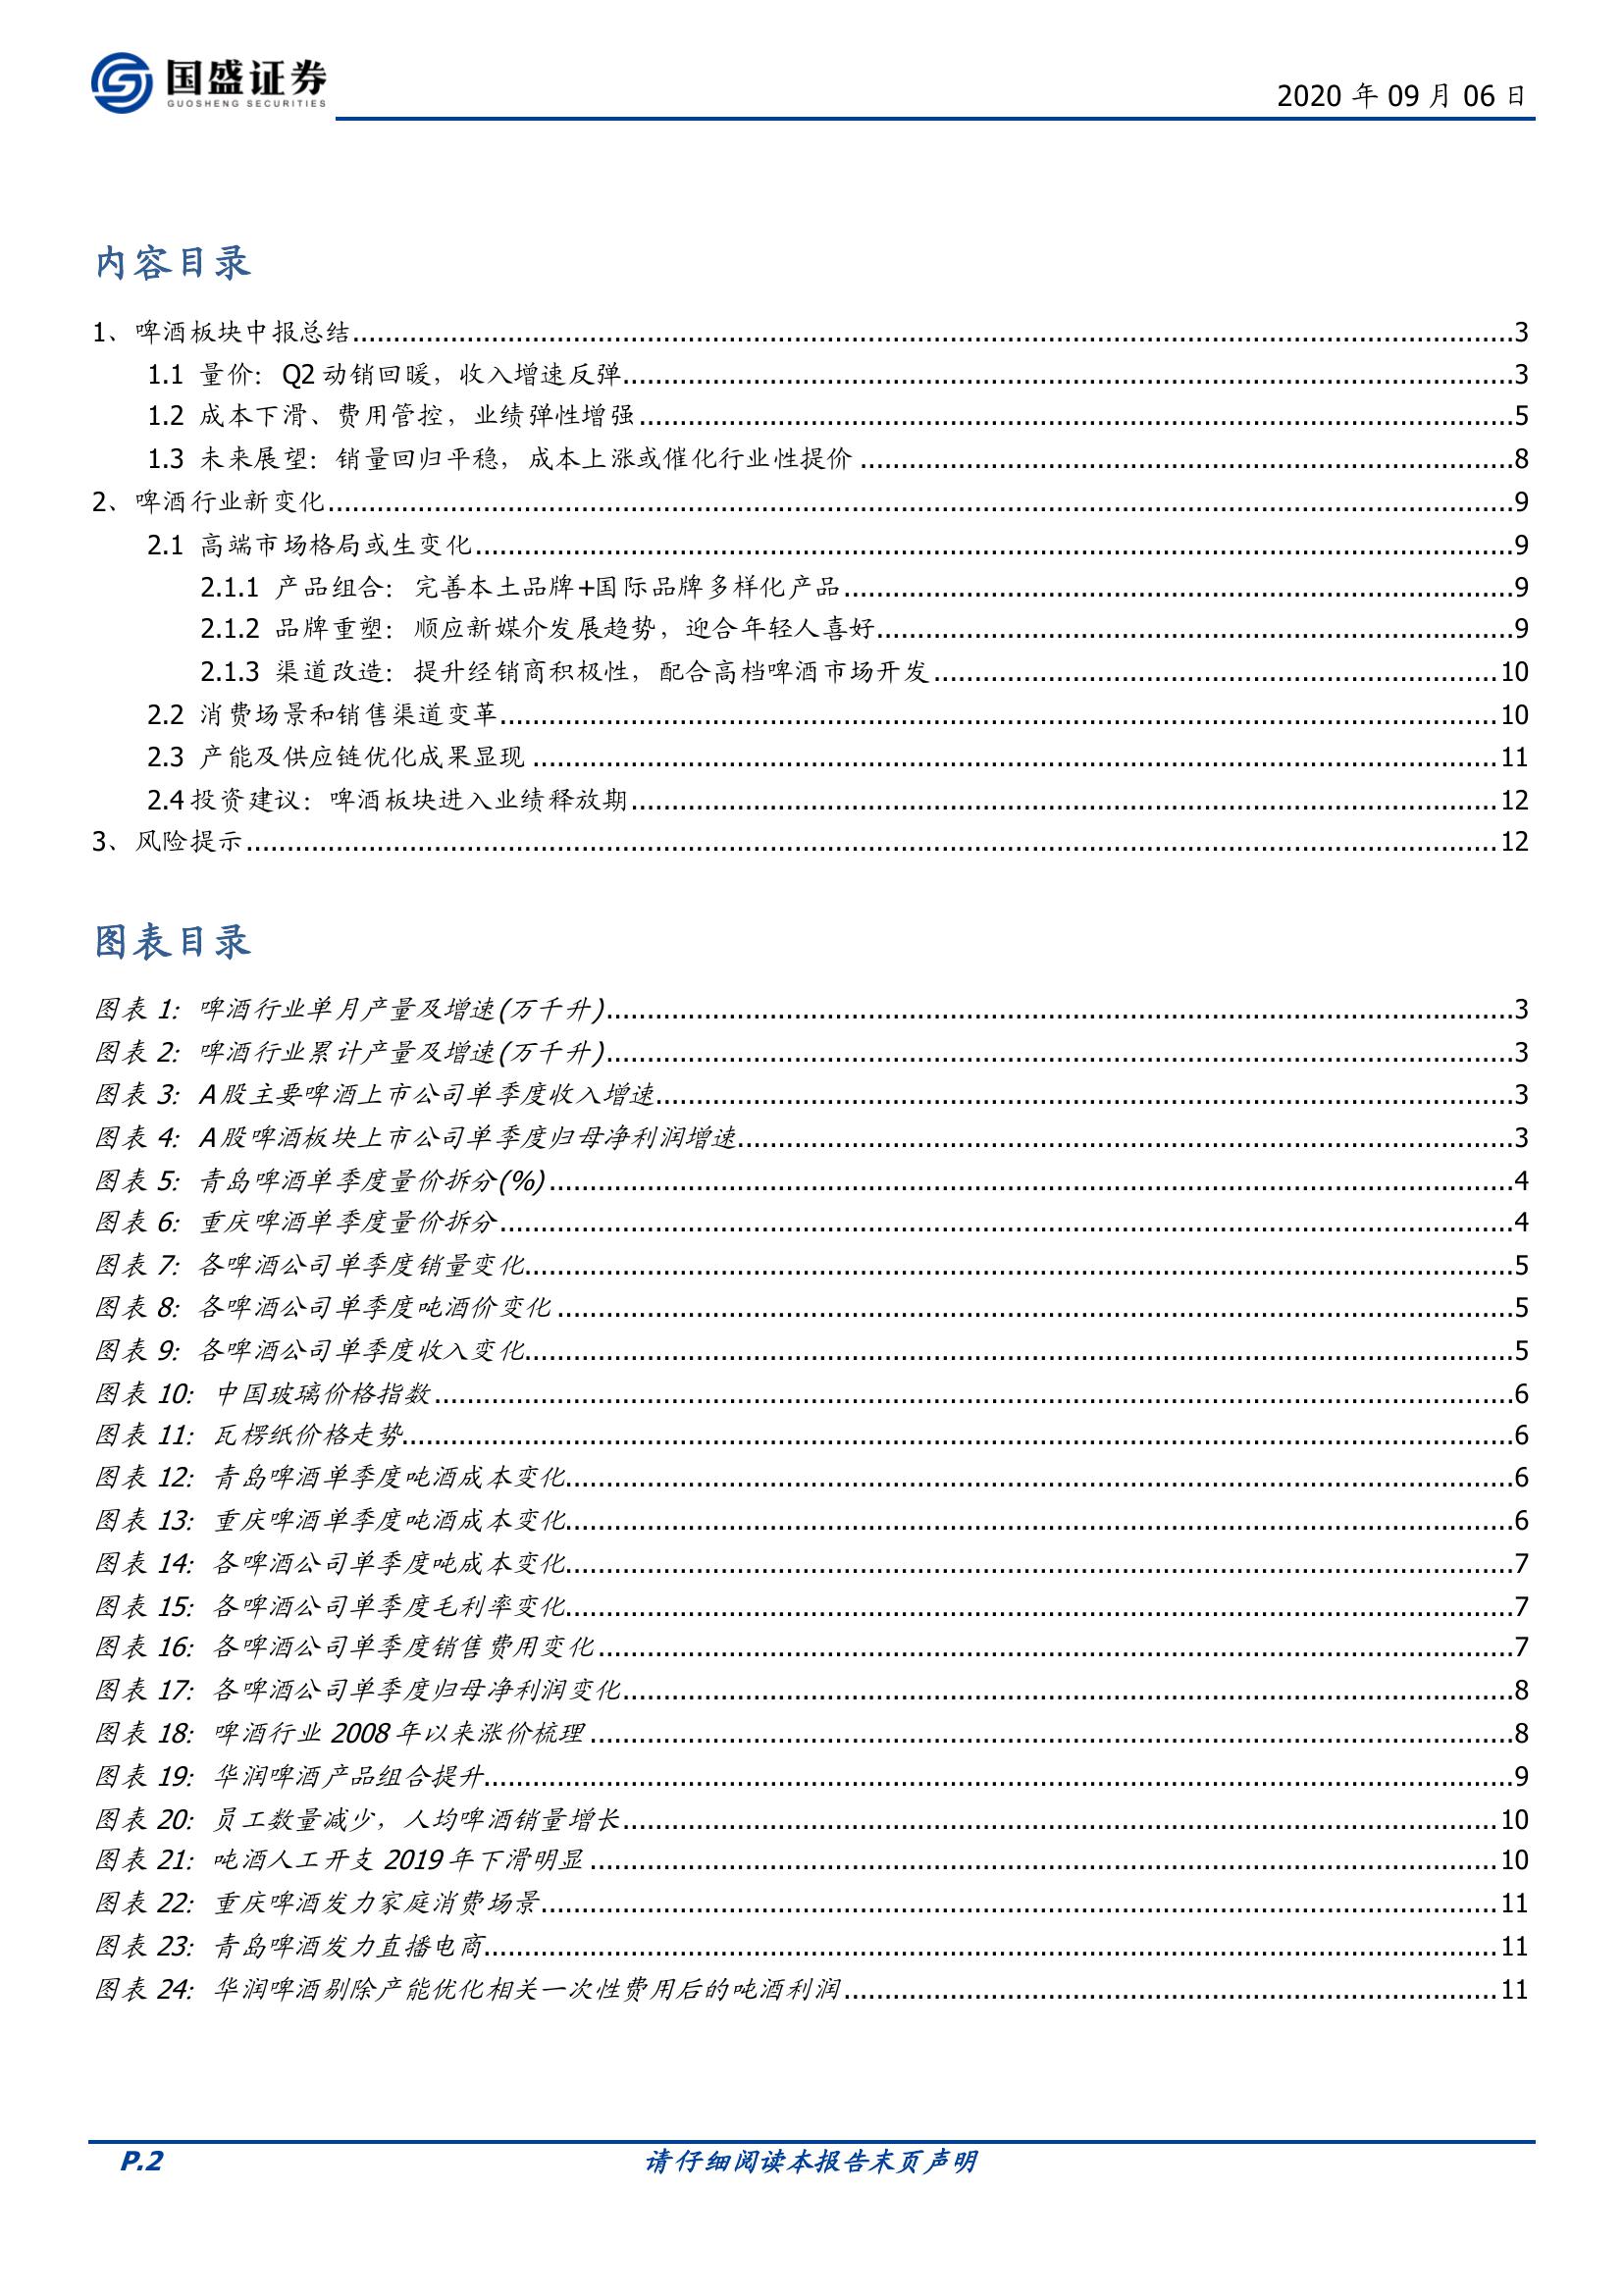 国盛证券
GUOSHENG SECURITIES
2020 年 09 月 06 日
内容目录
1、啤酒板块中报总结....................3
1.1 量价：Q2 动销回暖，收入增速反弹....................3
1.2 成本下滑、费用管控，业绩弹性增强....................5
1.3 未来展望：销量回归平稳，成本上涨或催化行业性提价....................8
2、啤酒行业新变化....................9
2.1 高端市场格局或生变化....................9
2.1.1 产品组合：完善本土品牌+国际品牌多样化产品....................9
2.1.2 品牌重塑：顺应新媒介发展趋势，迎合年轻人喜好....................9
2.1.3 渠道改造：提升经销商积极性，配合高档啤酒市场开发....................10
2.2 消费场景和销售渠道变革....................10
2.3 产能及供应链优化成果显现....................11
2.4 投资建议：啤酒板块进入业绩释放期....................12
3、风险提示....................12
图表目录
图表 1：啤酒行业单月产量及增速(万千升)....................3
图表 2：啤酒行业累计产量及增速(万千升)....................3
图表 3：A 股主要啤酒上市公司单季度收入增速....................3
图表 4：A 股啤酒板块上市公司单季度归母净利润增速....................3
图表 5：青岛啤酒单季度量价拆分(%)....................4
图表 6：重庆啤酒单季度量价拆分....................4
图表 7：各啤酒公司单季度销量变化....................5
图表 8：各啤酒公司单季度吨酒价变化....................5
图表 9：各啤酒公司单季度收入变化....................5
图表 10：中国玻璃价格指数....................6
图表 11：瓦楞纸价格走势....................6
图表 12：青岛啤酒单季度吨酒成本变化....................6
图表 13：重庆啤酒单季度吨酒成本变化....................6
图表 14：各啤酒公司单季度吨成本变化....................7
图表 15：各啤酒公司单季度毛利率变化....................7
图表 16：各啤酒公司单季度销售费用变化....................7
图表 17：各啤酒公司单季度归母净利润变化....................8
图表 18：啤酒行业 2008 年以来涨价梳理....................8
图表 19：华润啤酒产品组合提升....................9
图表 20：员工数量减少，人均啤酒销量增长....................10
图表 21：吨酒人工开支 2019 年下滑明显....................10
图表 22：重庆啤酒发力家庭消费场景....................11
图表 23：青岛啤酒发力直播电商....................11
图表 24：华润啤酒剔除产能优化相关一次性费用后的吨酒利润....................11
P.2
请仔细阅读本报告末页声明